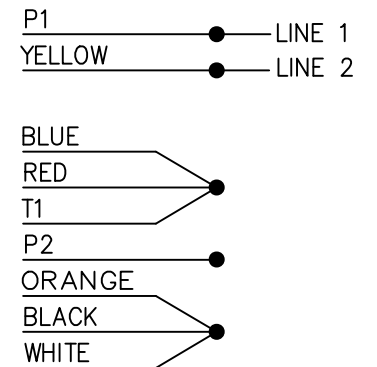 P1
LINE 1
YELLOW
LINE 2
BLUE
RED
T1
P2
ORANGE
BLACK
WHITE